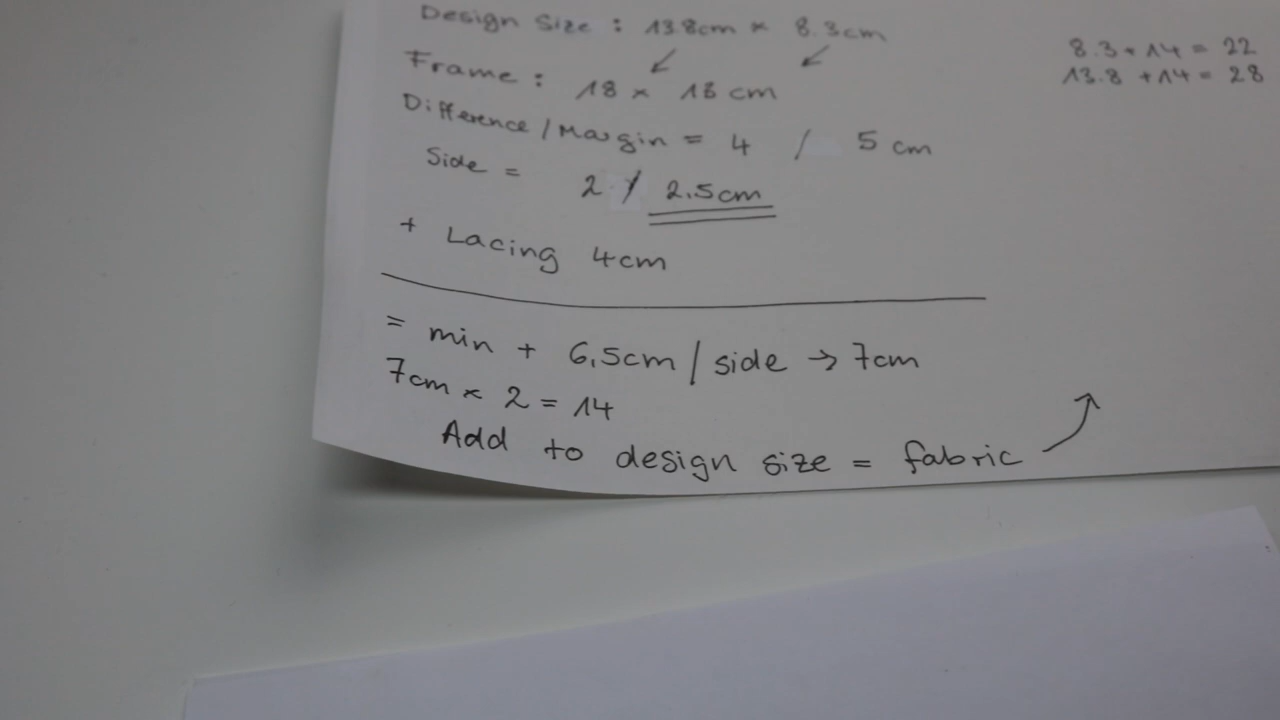 Design Size : 13.8cm × 8.3cm
Frame : 18 × 13 cm
Difference / Margin = 4 / 5 cm
Side = 2 / 2.5cm
+ Lacing 4cm
= min + 6,5cm / side → 7cm
7cm × 2 = 14
Add to design size = fabric
8.3 + 14 = 22
13.8 + 14 = 28